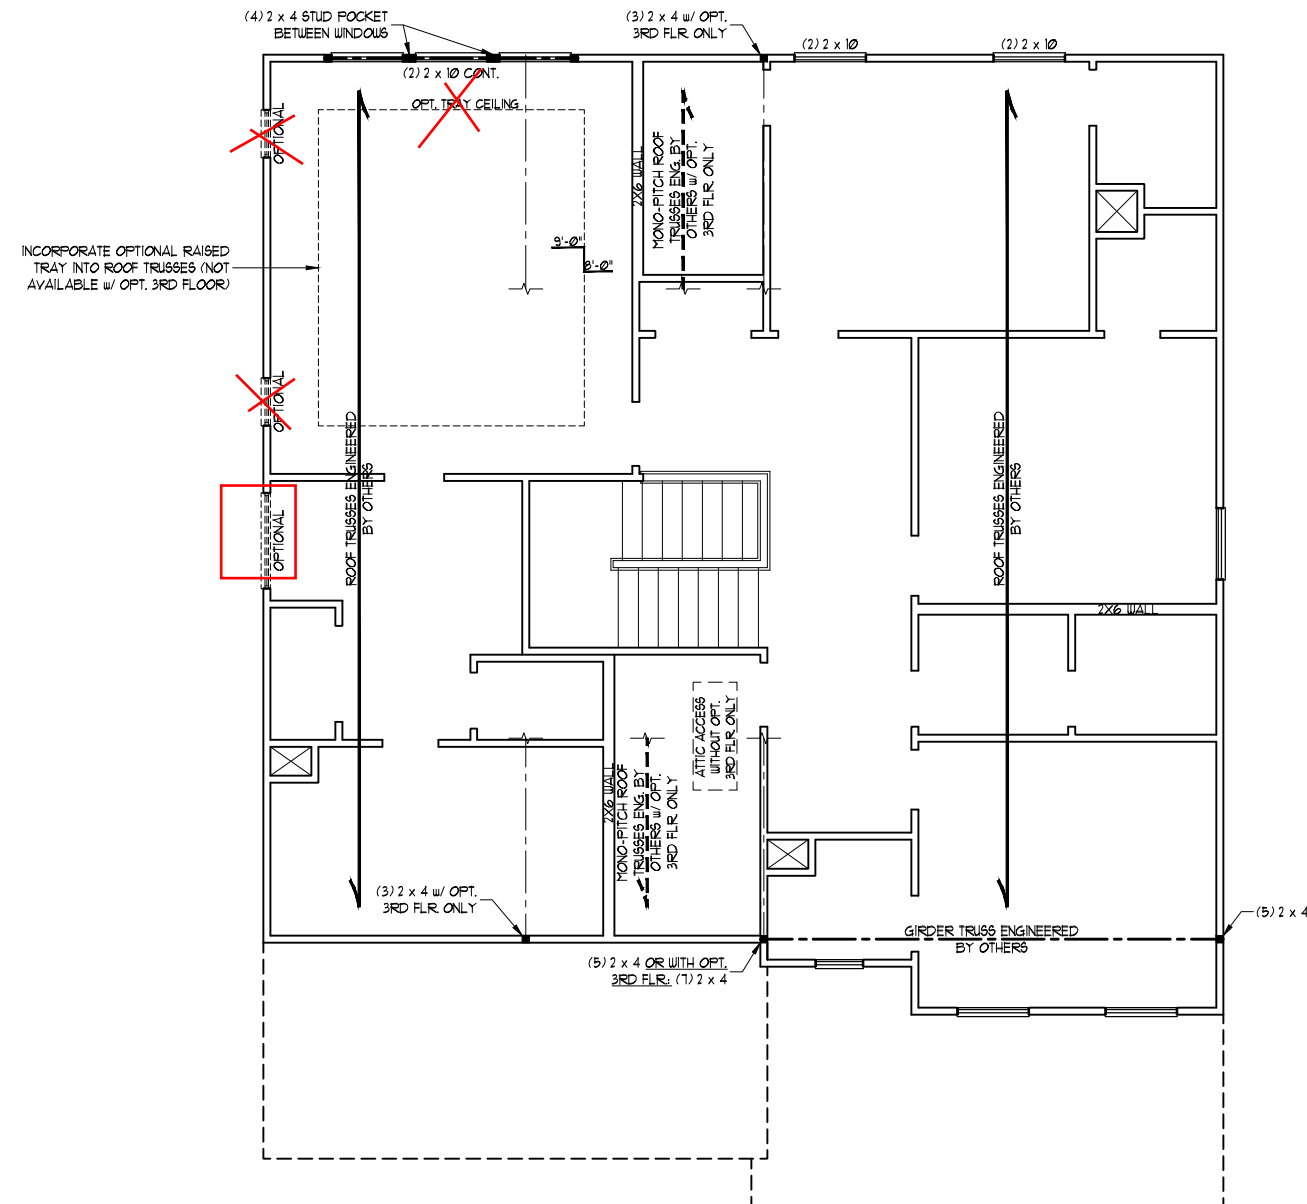 (4) 2 x 4 STUD POCKET
BETWEEN WINDOWS
(3) 2 x 4 w/ OPT.
3RD FLR. ONLY
(2) 2 x 10
(2) 2 x 10
(2) 2 x 10 CONT.
OPT. TRAY CEILING
OPTIONAL
2X6 WALL
MONO-PITCH ROOF
TRUSSES ENG. BY
OTHERS w/ OPT.
3RD FLR. ONLY
INCORPORATE OPTIONAL RAISED
TRAY INTO ROOF TRUSSES (NOT
AVAILABLE w/ OPT. 3RD FLOOR)
9'-0"
8'-0"
OPTIONAL
ROOF TRUSSES ENGINEERED
BY OTHERS
ROOF TRUSSES ENGINEERED
BY OTHERS
OPTIONAL
2X6 WALL
ATTIC ACCESS
WITHOUT OPT.
3RD FLR. ONLY
2X6 WALL
MONO-PITCH ROOF
TRUSSES ENG. BY
OTHERS w/ OPT.
3RD FLR. ONLY
(3) 2 x 4 w/ OPT.
3RD FLR. ONLY
(5) 2 x 4
GIRDER TRUSS ENGINEERED
BY OTHERS
(5) 2 x 4 OR WITH OPT.
3RD FLR.: (7) 2 x 4